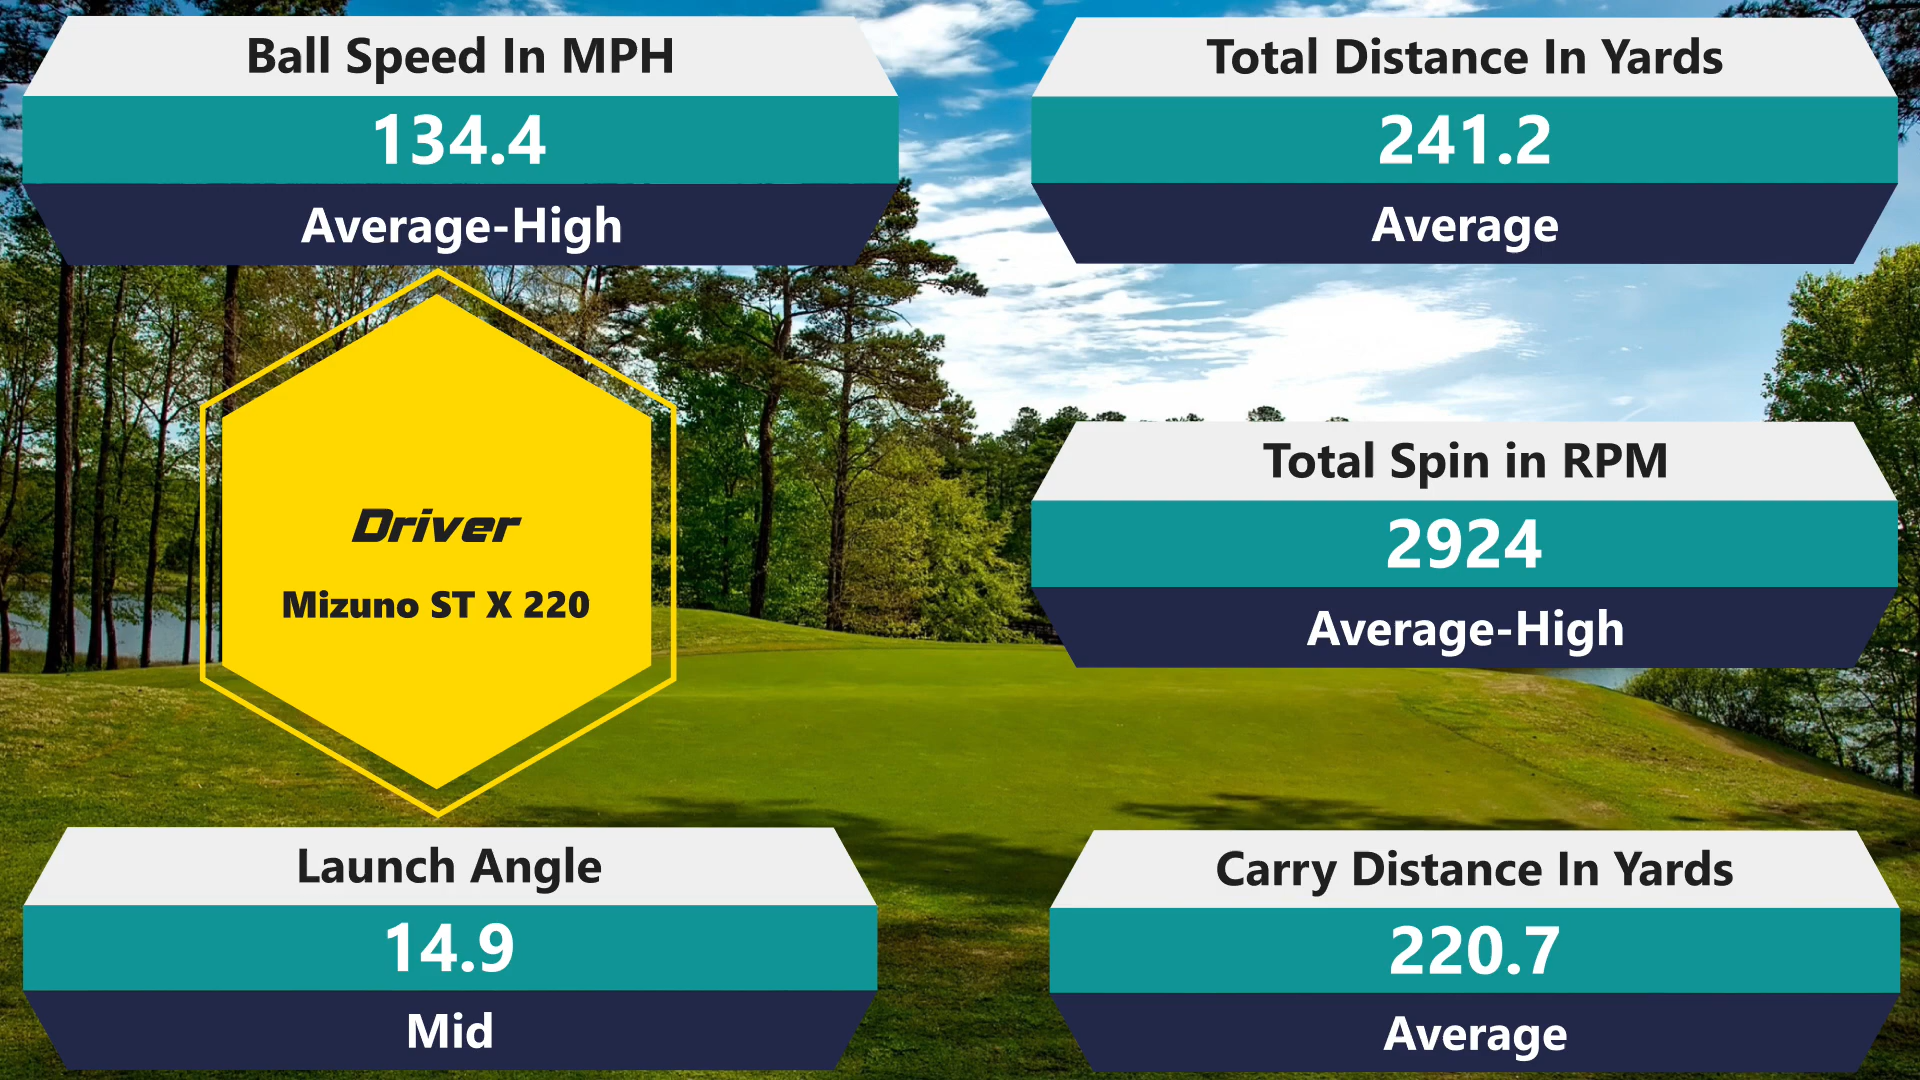 Ball Speed In MPH
134.4
Average-High
Total Distance In Yards
241.2
Average
Driver
Mizuno ST X 220
Total Spin in RPM
2924
Average-High
Launch Angle
14.9
Mid
Carry Distance In Yards
220.7
Average